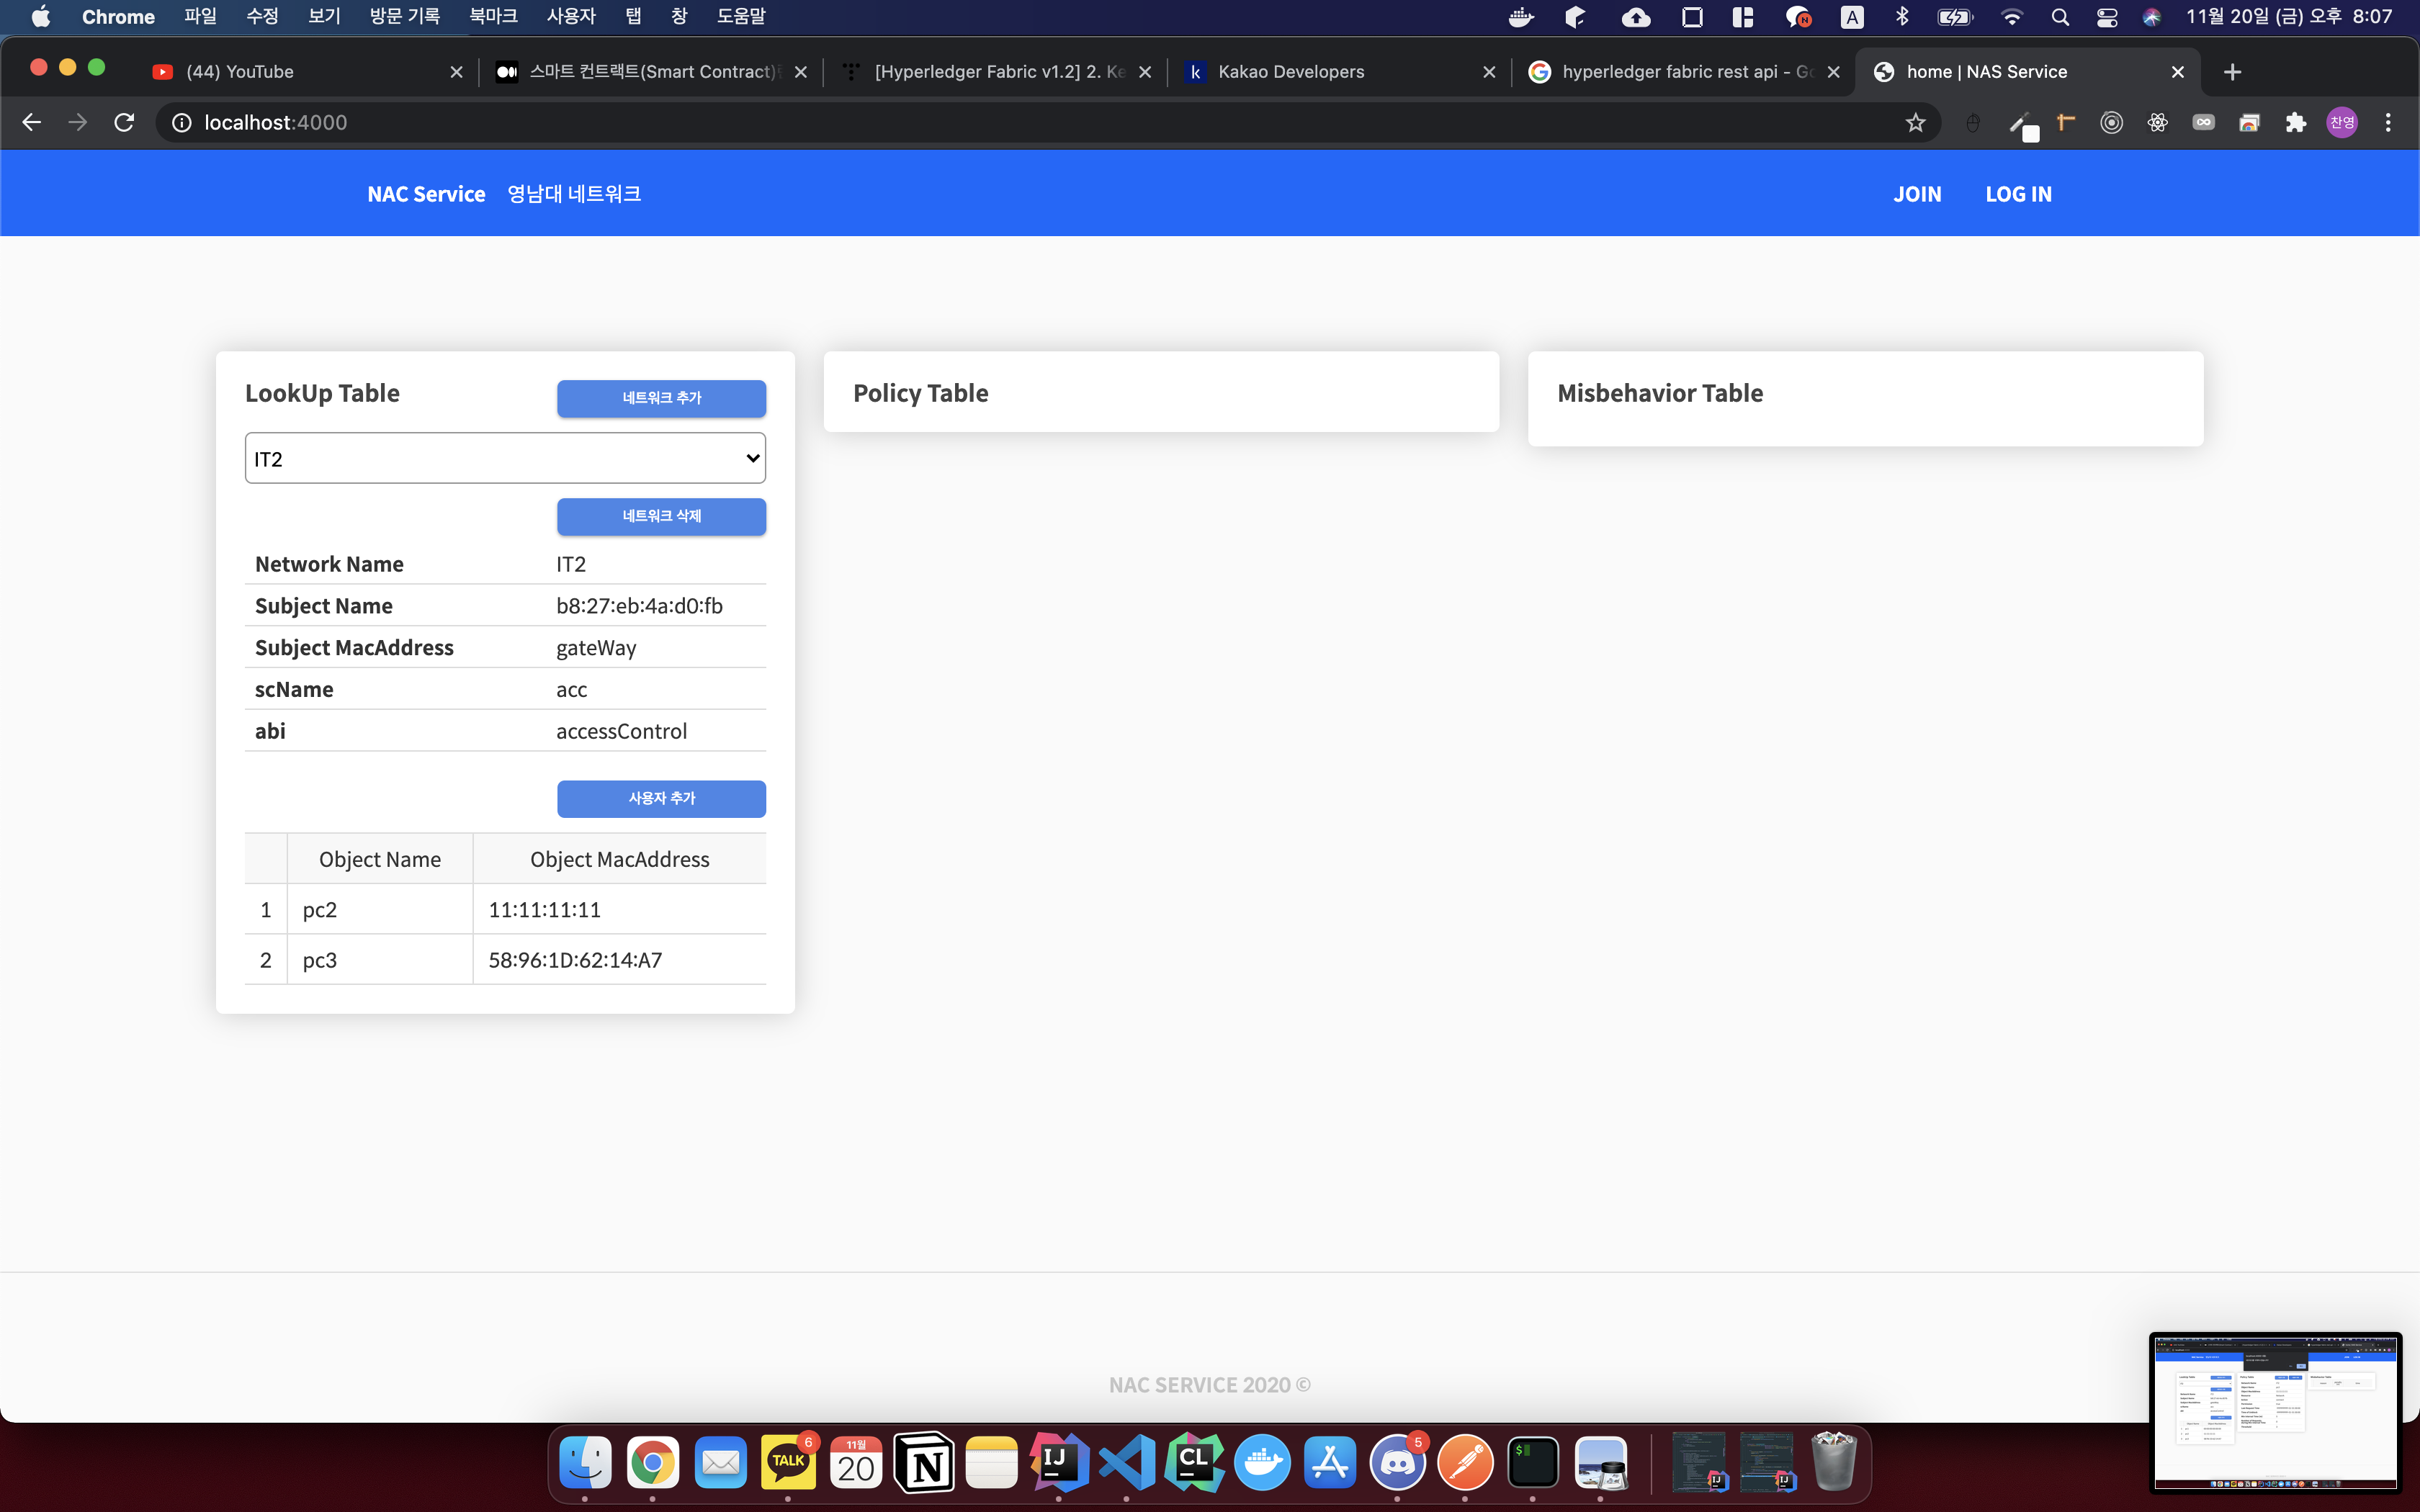 Chrome 파일 수정 보기 방문 기록 북마크 사용자 탭 창 도움말 A 11월 20일 (금) 오후 8:07
(44) YouTube 스마트 컨트랙트(Smart Contract) [Hyperledger Fabric v1.2] 2. Ke k Kakao Developers hyperledger fabric rest api - Go home | NAS Service
localhost:4000 찬영
NAC Service 영남대 네트워크 JOIN LOG IN
LookUp Table 네트워크 추가
IT2
네트워크 삭제
Network Name IT2
Subject Name b8:27:eb:4a:d0:fb
Subject MacAddress gateWay
scName acc
abi accessControl
사용자 추가
Object Name Object MacAddress
1 pc2 11:11:11:11
2 pc3 58:96:1D:62:14:A7
Policy Table
Misbehavior Table
NAC SERVICE 2020 ©
TALK 6 11월 20 N IJ CL 5 $